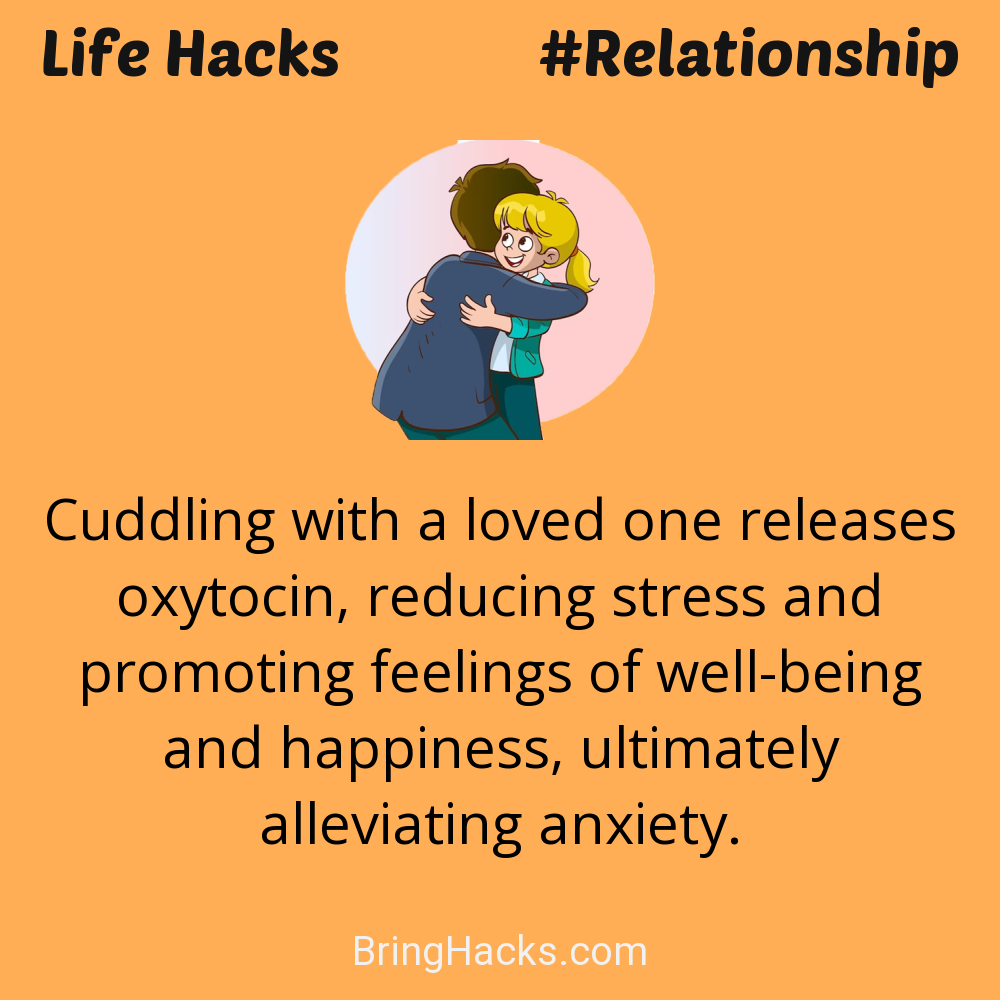 Life Hacks
#Relationship
Cuddling with a loved one releases
oxytocin, reducing stress and
promoting feelings of well-being
and happiness, ultimately
alleviating anxiety.
BringHacks.com